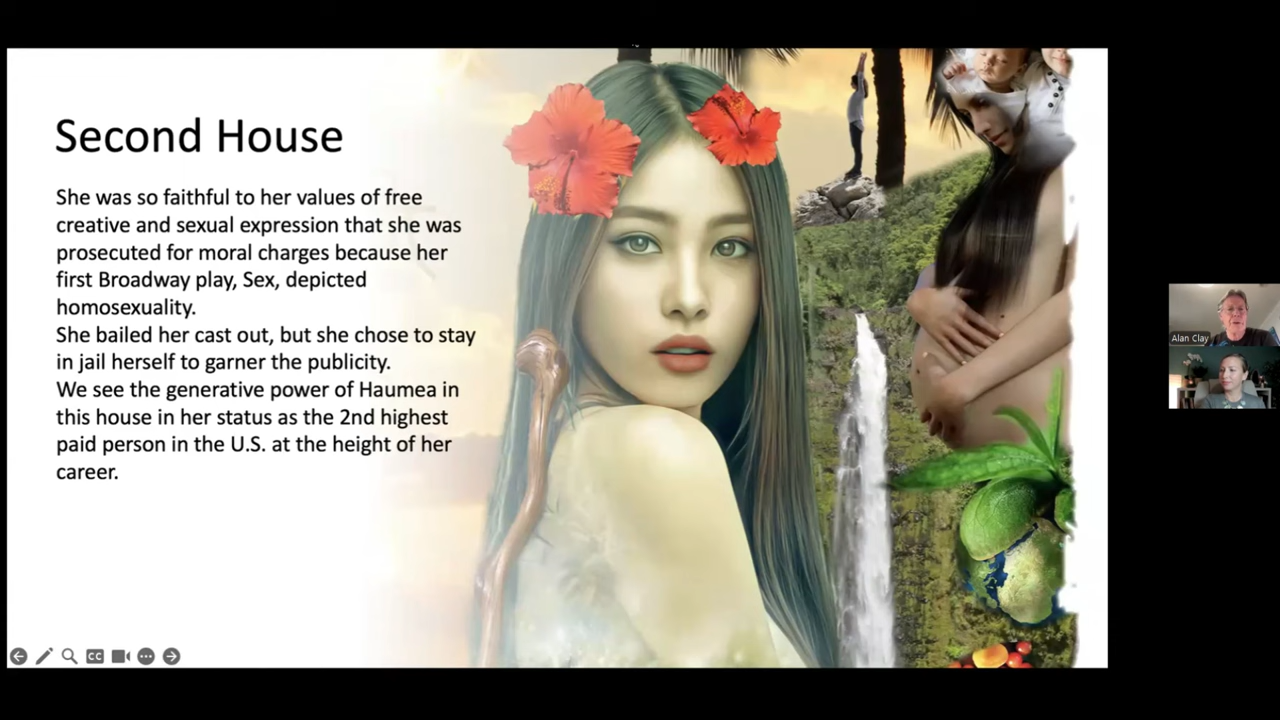 Second House
She was so faithful to her values of free
creative and sexual expression that she was
prosecuted for moral charges because her
first Broadway play, Sex, depicted
homosexuality.
She bailed her cast out, but she chose to stay
in jail herself to garner the publicity.
We see the generative power of Haumea in
this house in her status as the 2nd highest
paid person in the U.S. at the height of her
career.
Alan Clay
CC